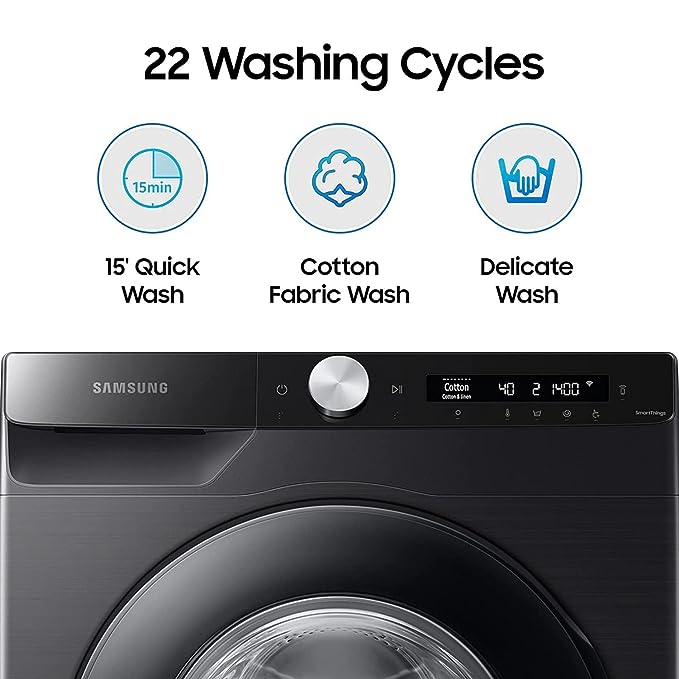 22 Washing Cycles
15min
15' Quick
Wash
Cotton
Fabric Wash
Delicate
Wash
SAMSUNG
Cotton
Cotton & linen
40 2 1400
SmartThings